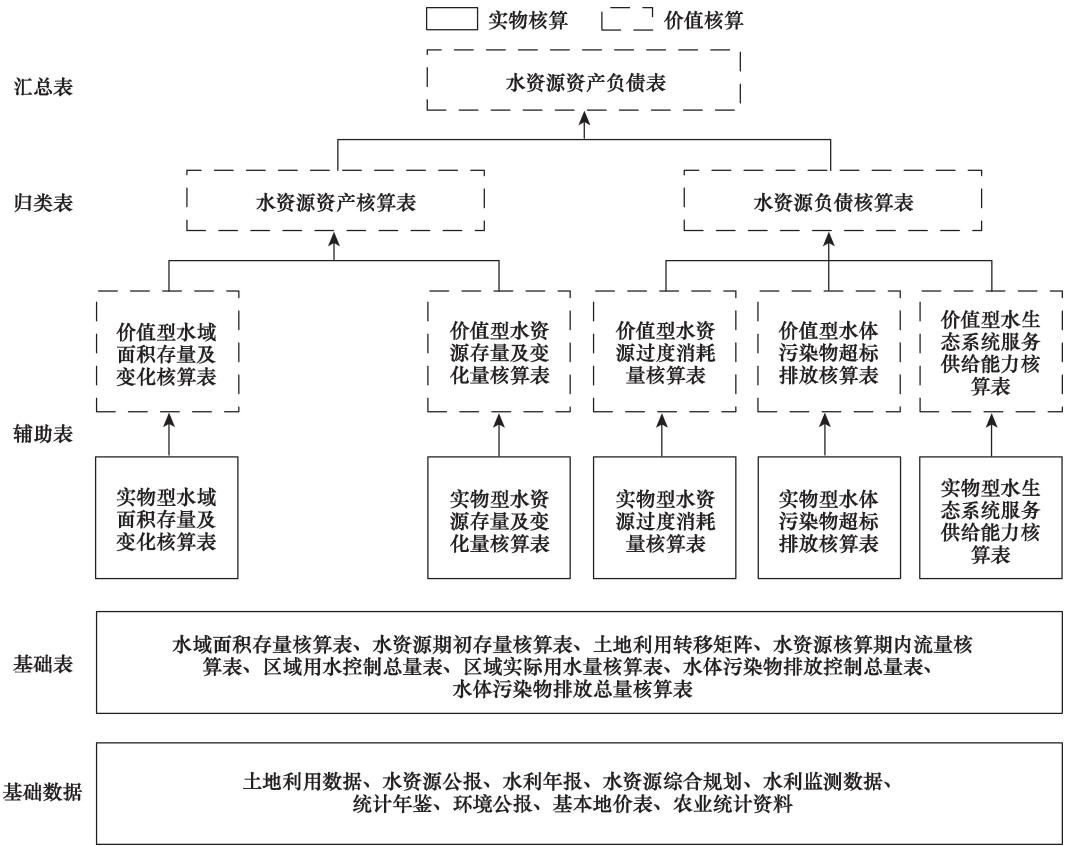 实物核算
价值核算
汇总表
水资源资产负债表
归类表
水资源资产核算表
水资源负债核算表
辅助表
价值型水域
面积存量及
变化核算表
价值型水资
源存量及变
化量核算表
价值型水资
源过度消耗
量核算表
价值型水体
污染物超标
排放核算表
价值型水生
态系统服务
供给能力核
算表
实物型水域
面积存量及
变化核算表
实物型水资
源存量及变
化量核算表
实物型水资
源过度消耗
量核算表
实物型水体
污染物超标
排放核算表
实物型水生
态系统服务
供给能力核
算表
基础表
水域面积存量核算表、水资源期初存量核算表、土地利用转移矩阵、水资源核算期内流量核
算表、区域用水控制总量表、区域实际用水量核算表、水体污染物排放控制总量表、
水体污染物排放总量核算表
基础数据
土地利用数据、水资源公报、水利年报、水资源综合规划、水利监测数据、
统计年鉴、环境公报、基本地价表、农业统计资料